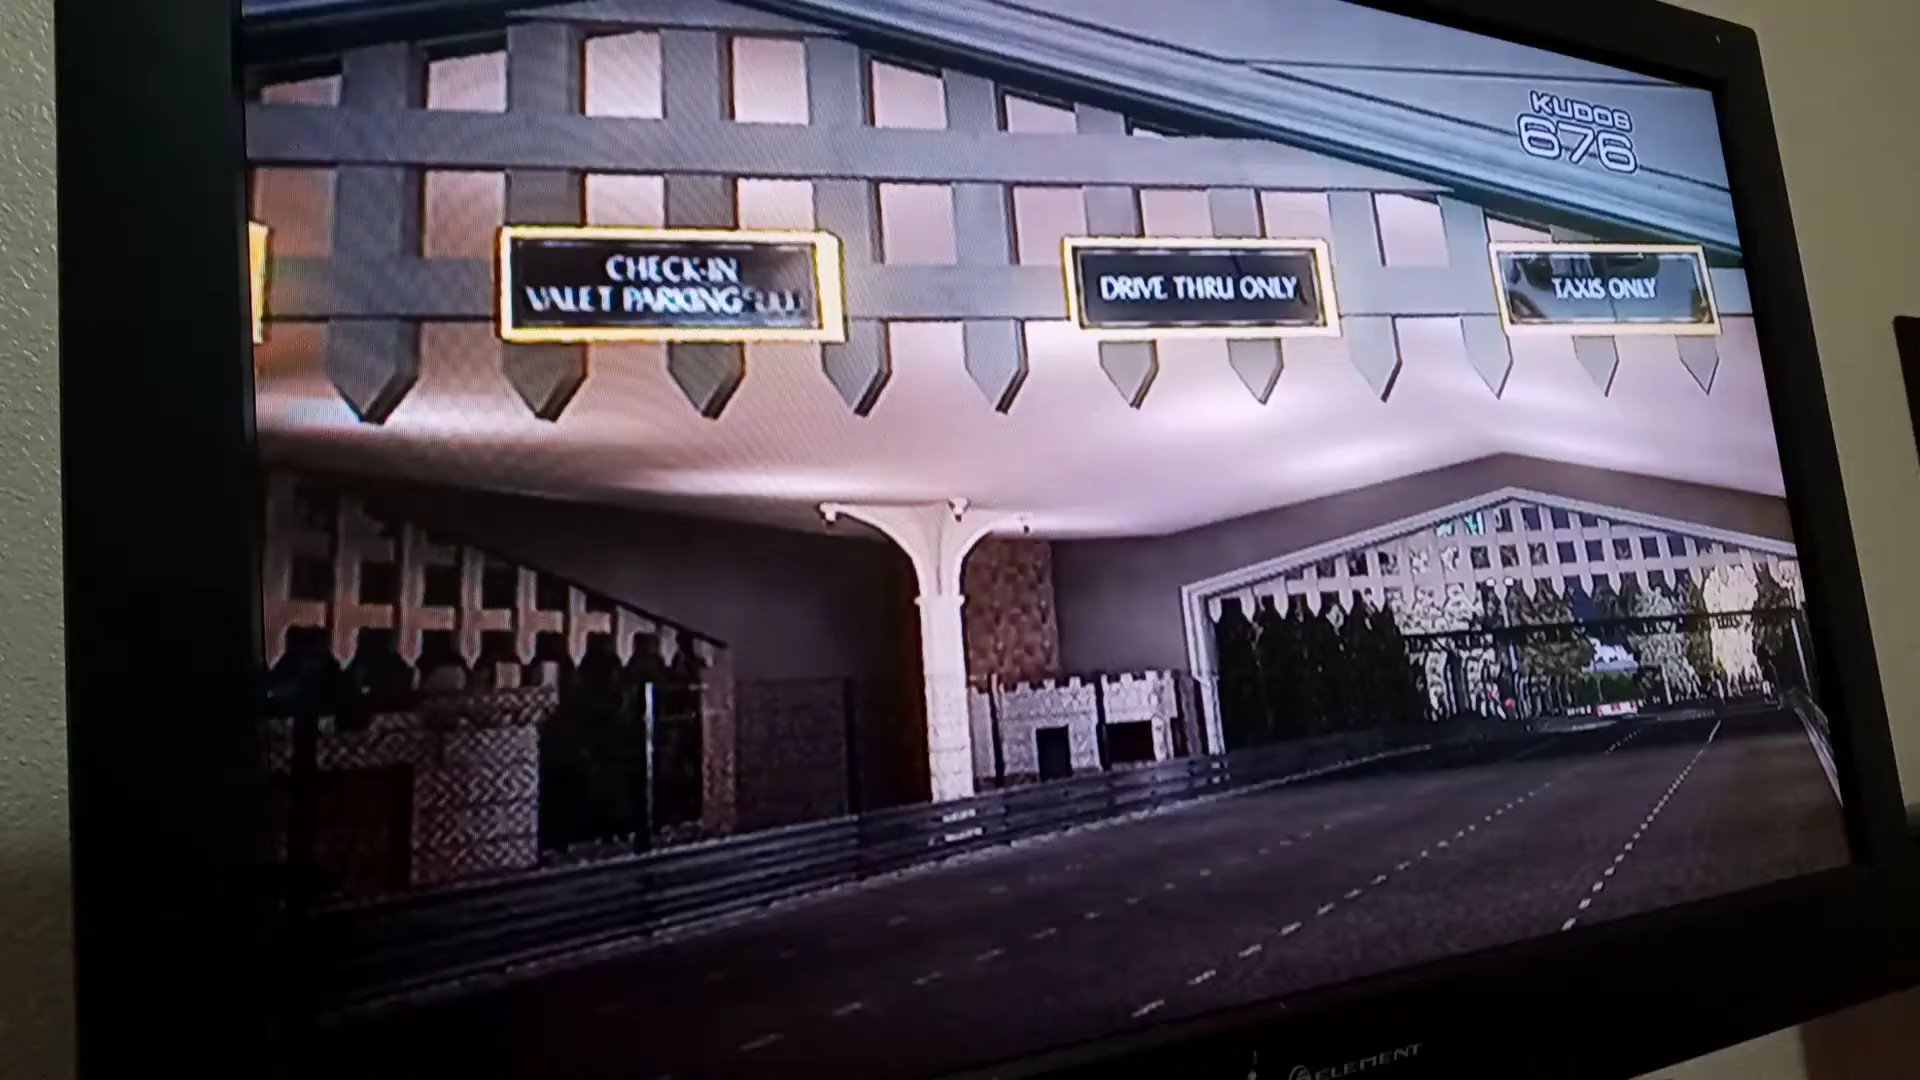 KUDOS
676
CHECK-IN
VALET PARKING
DRIVE THRU ONLY
TAXIS ONLY
ELEMENT